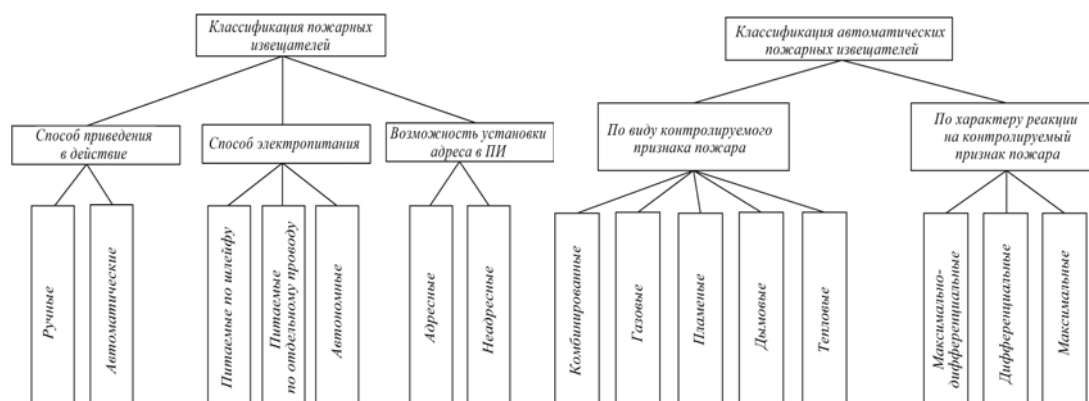 Классификация пожарных
извещателей
Способ приведения
в действие
Способ электропитания
Возможность установки
адреса в ПИ
Ручные
Автоматические
Питаемые по шлейфу
Питаемые
по отдельному проводу
Автономные
Адресные
Неадресные
Классификация автоматических
пожарных извещателей
По виду контролируемого
признака пожара
По характеру реакции
на контролируемый
признак пожара
Комбинированные
Газовые
Пламеные
Дымовые
Тепловые
Максимально-
дифференциальные
Дифференциальные
Максимальные